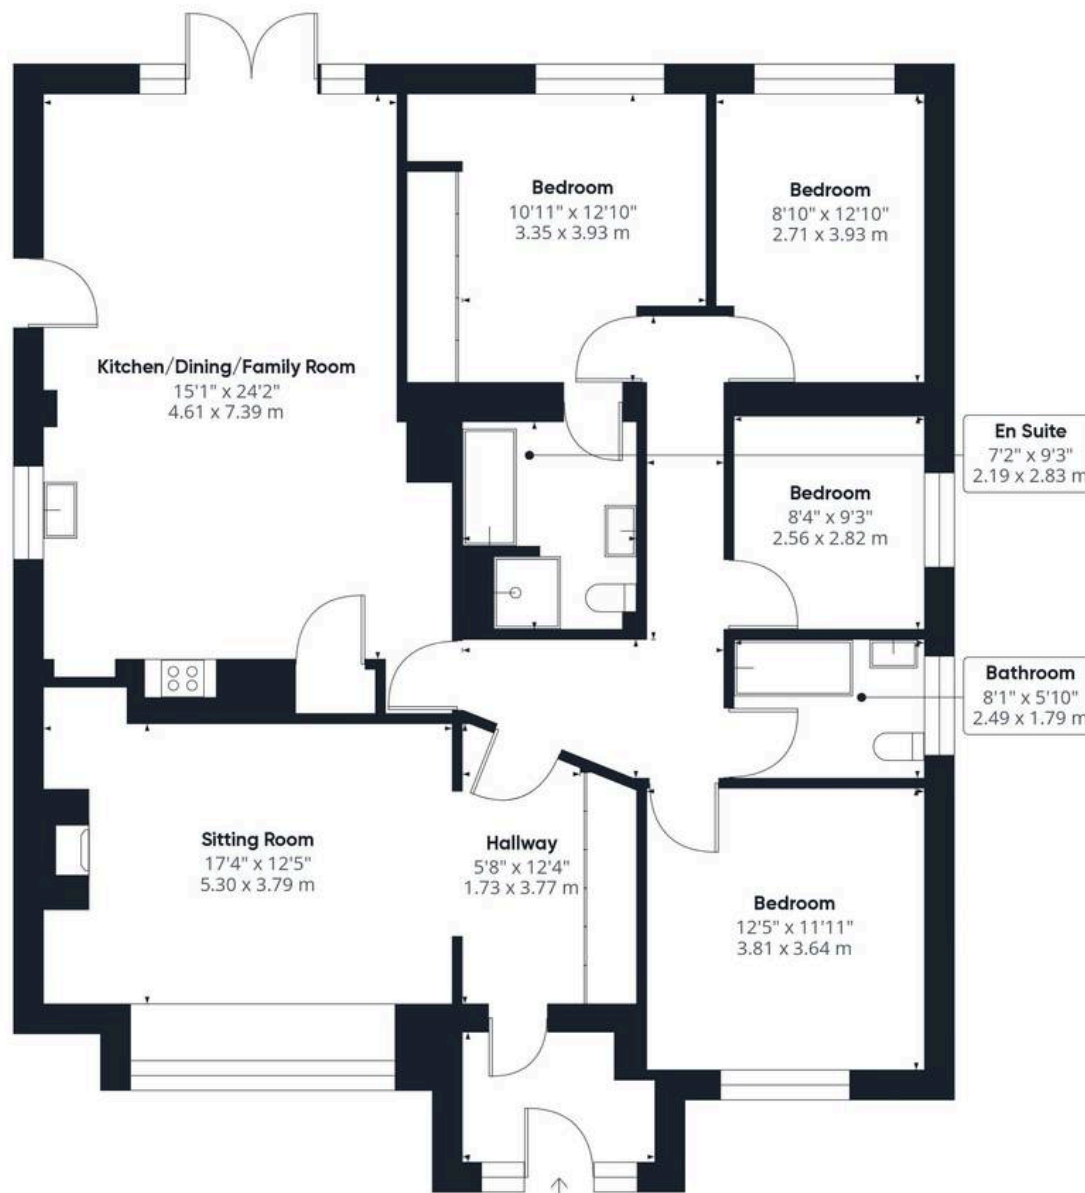 Bedroom
10'11" x 12'10"
3.35 x 3.93 m
Bedroom
8'10" x 12'10"
2.71 x 3.93 m
Kitchen/Dining/Family Room
15'1" x 24'2"
4.61 x 7.39 m
En Suite
7'2" x 9'3"
2.19 x 2.83 m
Bedroom
8'4" x 9'3"
2.56 x 2.82 m
Bathroom
8'1" x 5'10"
2.49 x 1.79 m
Sitting Room
17'4" x 12'5"
5.30 x 3.79 m
Hallway
5'8" x 12'4"
1.73 x 3.77 m
Bedroom
12'5" x 11'11"
3.81 x 3.64 m